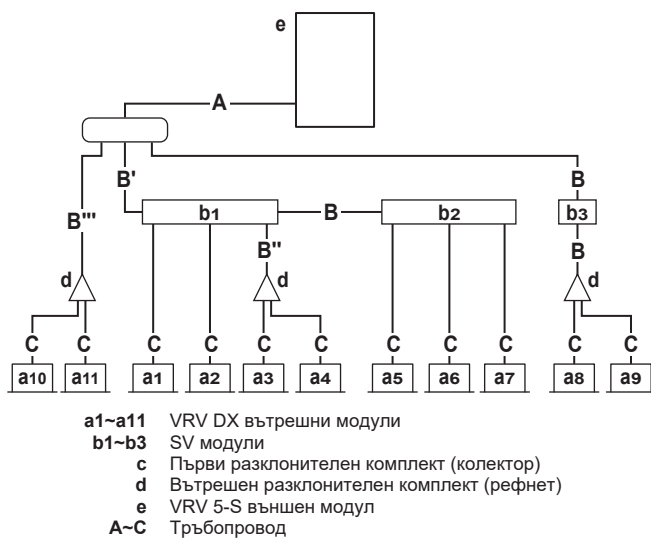 e
A
B'
B
B'''
b1
B
b2
b3
B''
B
d
d
d
C C C C C C C C C C C
a10 a11 a1 a2 a3 a4 a5 a6 a7 a8 a9
a1~a11 VRV DX вътрешни модули
b1~b3 SV модули
c Първи разклонителен комплект (колектор)
d Вътрешен разклонителен комплект (рефнет)
e VRV 5-S външен модул
A~C Тръбопровод